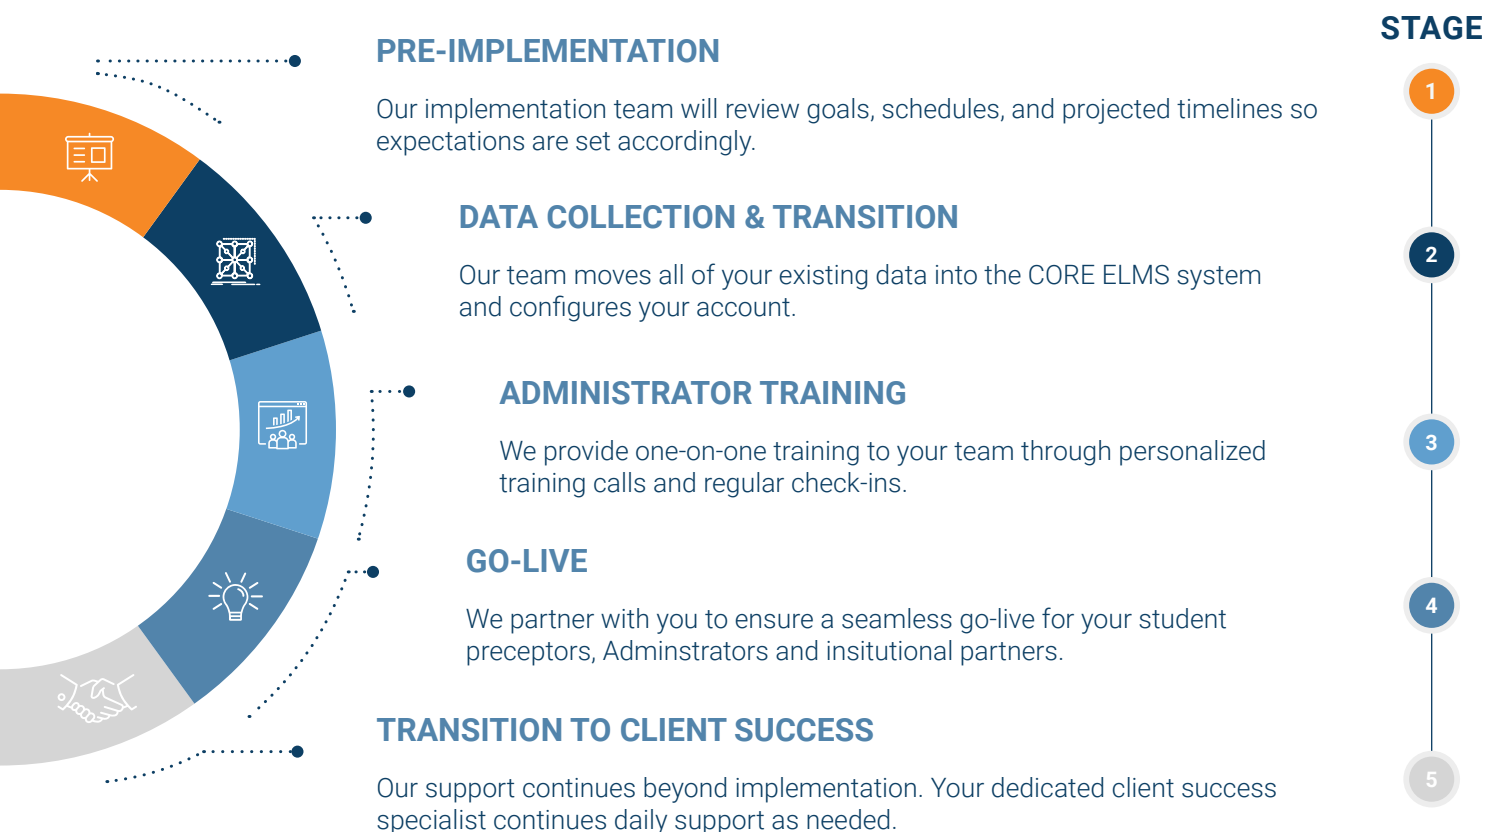 STAGE
PRE-IMPLEMENTATION
1
Our implementation team will review goals, schedules, and projected timelines so
expectations are set accordingly.
DATA COLLECTION & TRANSITION
2
Our team moves all of your existing data into the CORE ELMS system
and configures your account.
ADMINISTRATOR TRAINING
3
We provide one-on-one training to your team through personalized
training calls and regular check-ins.
GO-LIVE
4
We partner with you to ensure a seamless go-live for your student
preceptors, Adminstrators and insitutional partners.
TRANSITION TO CLIENT SUCCESS
5
Our support continues beyond implementation. Your dedicated client success
specialist continues daily support as needed.